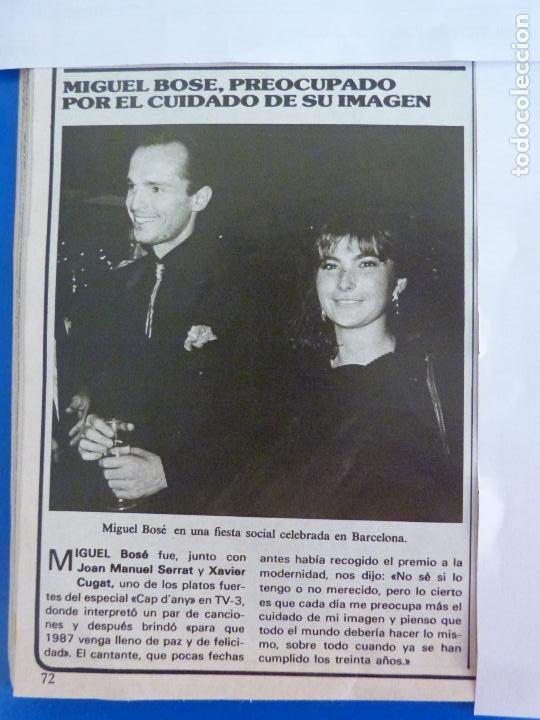 MIGUEL BOSE, PREOCUPADO
POR EL CUIDADO DE SU IMAGEN
Miguel Bosé en una fiesta social celebrada en Barcelona.
MIGUEL Bosé fue, junto con
Joan Manuel Serrat y Xavier
Cugat, uno de los platos fuer-
tes del especial «Cap d'any» en TV-3,
donde interpretó un par de cancio-
nes y después brindó «para que
1987 venga lleno de paz y de felici-
dad». El cantante, que pocas fechas
antes había recogido el premio a la
modernidad, nos dijo: «No sé si lo
tengo o no merecido, pero lo cierto
es que cada día me preocupa más el
cuidado de mi imagen y pienso que
todo el mundo debería hacer lo mis-
mo, sobre todo cuando ya se han
cumplido los treinta años.»
72
todocoleccion